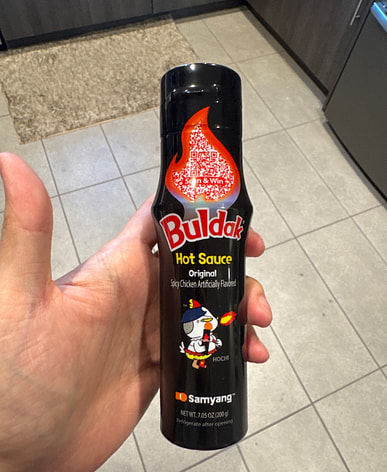 Scan & Win
Buldak
Hot Sauce
Original
Spicy Chicken Artificially Flavored
HOCHI
Samyang™
NET WT. 7.05 OZ (200 g)
Refrigerate after opening